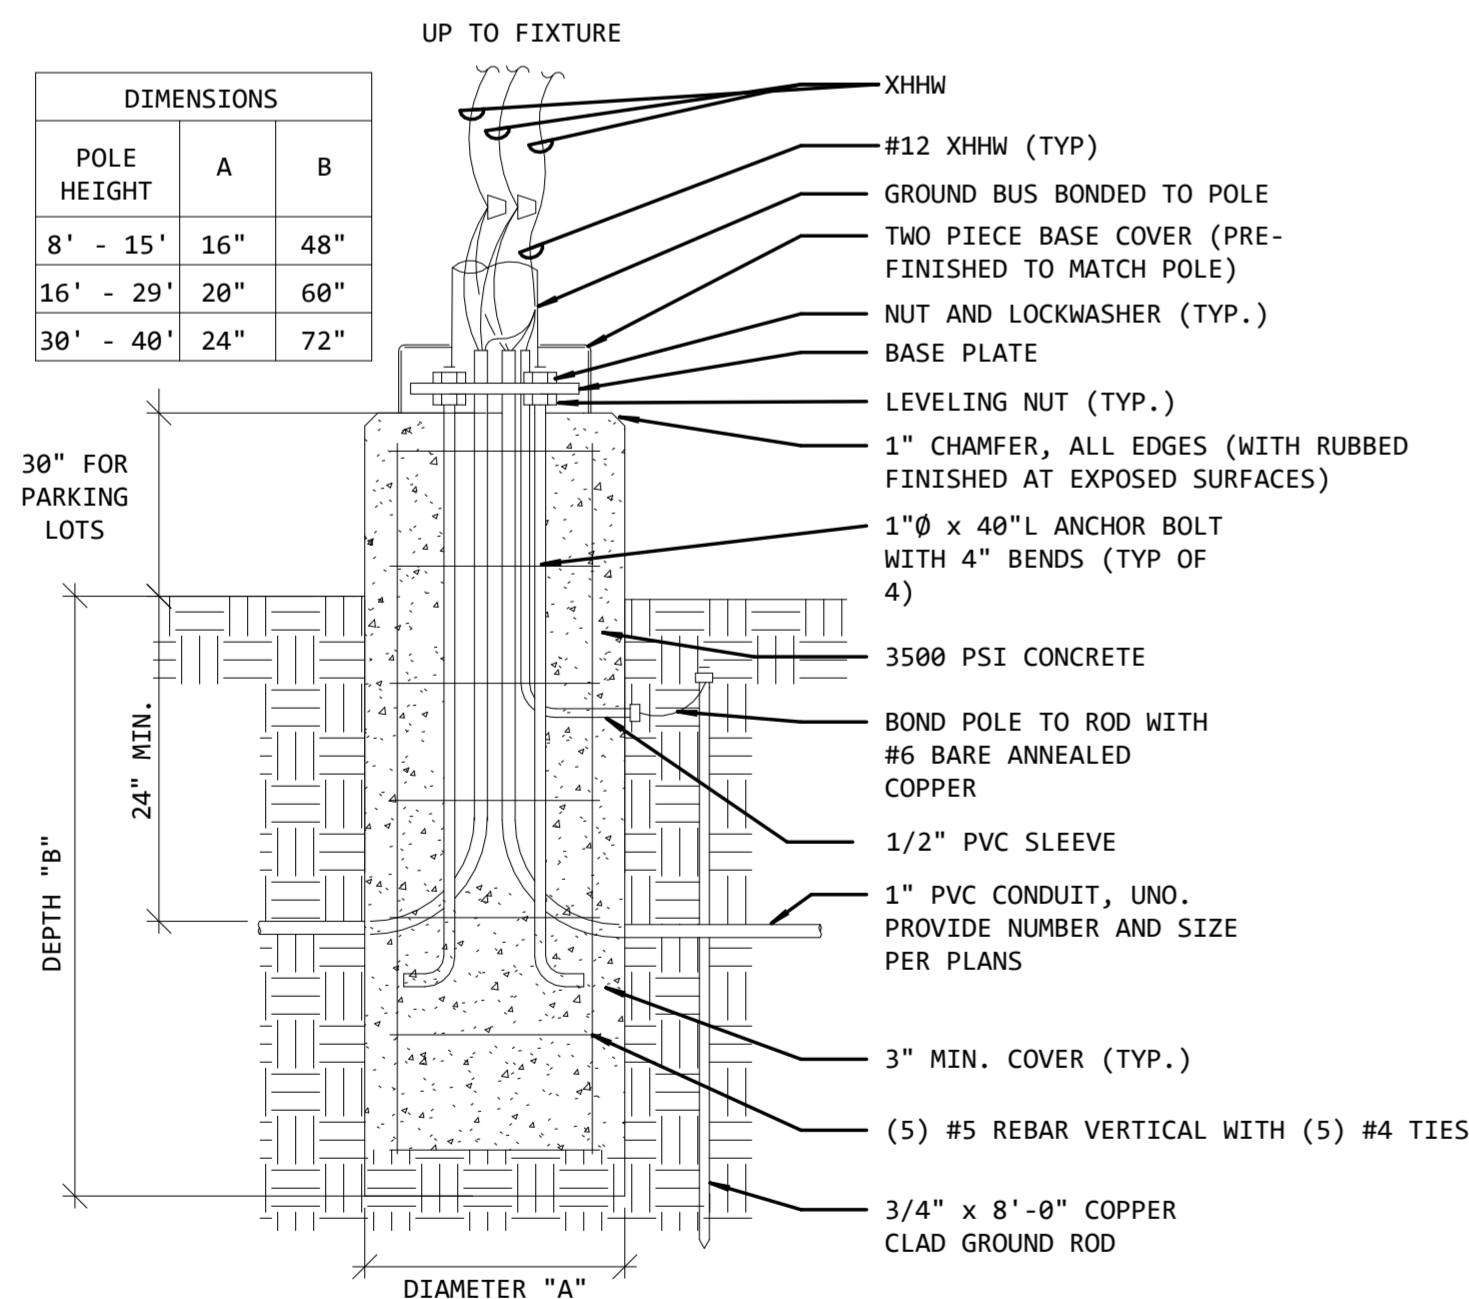 UP TO FIXTURE
DIMENSIONS
POLE
HEIGHT
A
B
8' - 15'
16"
48"
16' - 29'
20"
60"
30' - 40'
24"
72"
30" FOR
PARKING
LOTS
24" MIN.
DEPTH "B"
DIAMETER "A"
XHHW
#12 XHHW (TYP)
GROUND BUS BONDED TO POLE
TWO PIECE BASE COVER (PRE-
FINISHED TO MATCH POLE)
NUT AND LOCKWASHER (TYP.)
BASE PLATE
LEVELING NUT (TYP.)
1" CHAMFER, ALL EDGES (WITH RUBBED
FINISHED AT EXPOSED SURFACES)
1"Ø x 40"L ANCHOR BOLT
WITH 4" BENDS (TYP OF
4)
3500 PSI CONCRETE
BOND POLE TO ROD WITH
#6 BARE ANNEALED
COPPER
1/2" PVC SLEEVE
1" PVC CONDUIT, UNO.
PROVIDE NUMBER AND SIZE
PER PLANS
3" MIN. COVER (TYP.)
(5) #5 REBAR VERTICAL WITH (5) #4 TIES
3/4" x 8'-0" COPPER
CLAD GROUND ROD